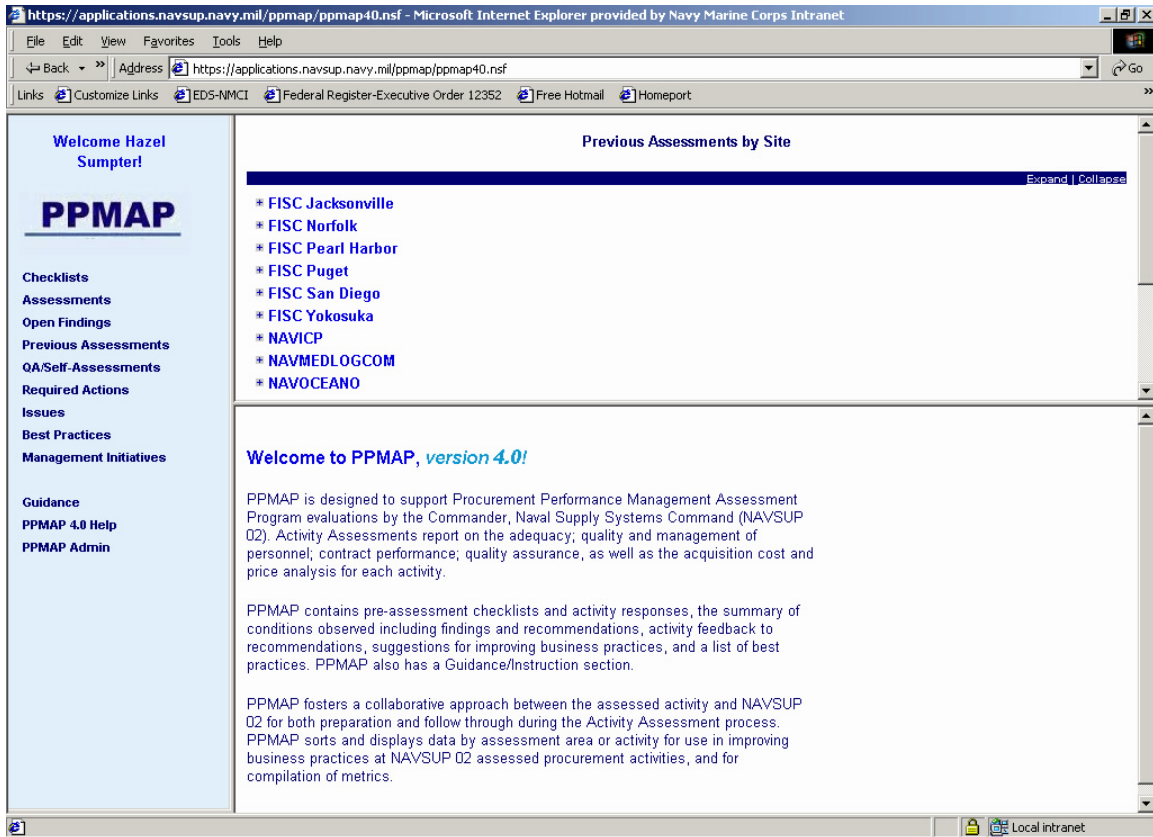 https://applications.navsup.navy.mil/ppmap/ppmap40.nsf - Microsoft Internet Explorer provided by Navy Marine Corps Intranet
File Edit View Favorites Tools Help
Back » Address https://applications.navsup.navy.mil/ppmap/ppmap40.nsf Go
Links Customize Links EDS-NMCI Federal Register-Executive Order 12352 Free Hotmail Homeport »
Welcome Hazel
Sumpter!
PPMAP
Checklists
Assessments
Open Findings
Previous Assessments
QA/Self-Assessments
Required Actions
Issues
Best Practices
Management Initiatives
Guidance
PPMAP 4.0 Help
PPMAP Admin
Previous Assessments by Site
Expand | Collapse
FISC Jacksonville
FISC Norfolk
FISC Pearl Harbor
FISC Puget
FISC San Diego
FISC Yokosuka
NAVICP
NAVMEDLOGCOM
NAVOCEANO
Welcome to PPMAP, version 4.0!
PPMAP is designed to support Procurement Performance Management Assessment
Program evaluations by the Commander, Naval Supply Systems Command (NAVSUP
02). Activity Assessments report on the adequacy; quality and management of
personnel; contract performance; quality assurance, as well as the acquisition cost and
price analysis for each activity.
PPMAP contains pre-assessment checklists and activity responses, the summary of
conditions observed including findings and recommendations, activity feedback to
recommendations, suggestions for improving business practices, and a list of best
practices. PPMAP also has a Guidance/Instruction section.
PPMAP fosters a collaborative approach between the assessed activity and NAVSUP
02 for both preparation and follow through during the Activity Assessment process.
PPMAP sorts and displays data by assessment area or activity for use in improving
business practices at NAVSUP 02 assessed procurement activities, and for
compilation of metrics.
Local intranet